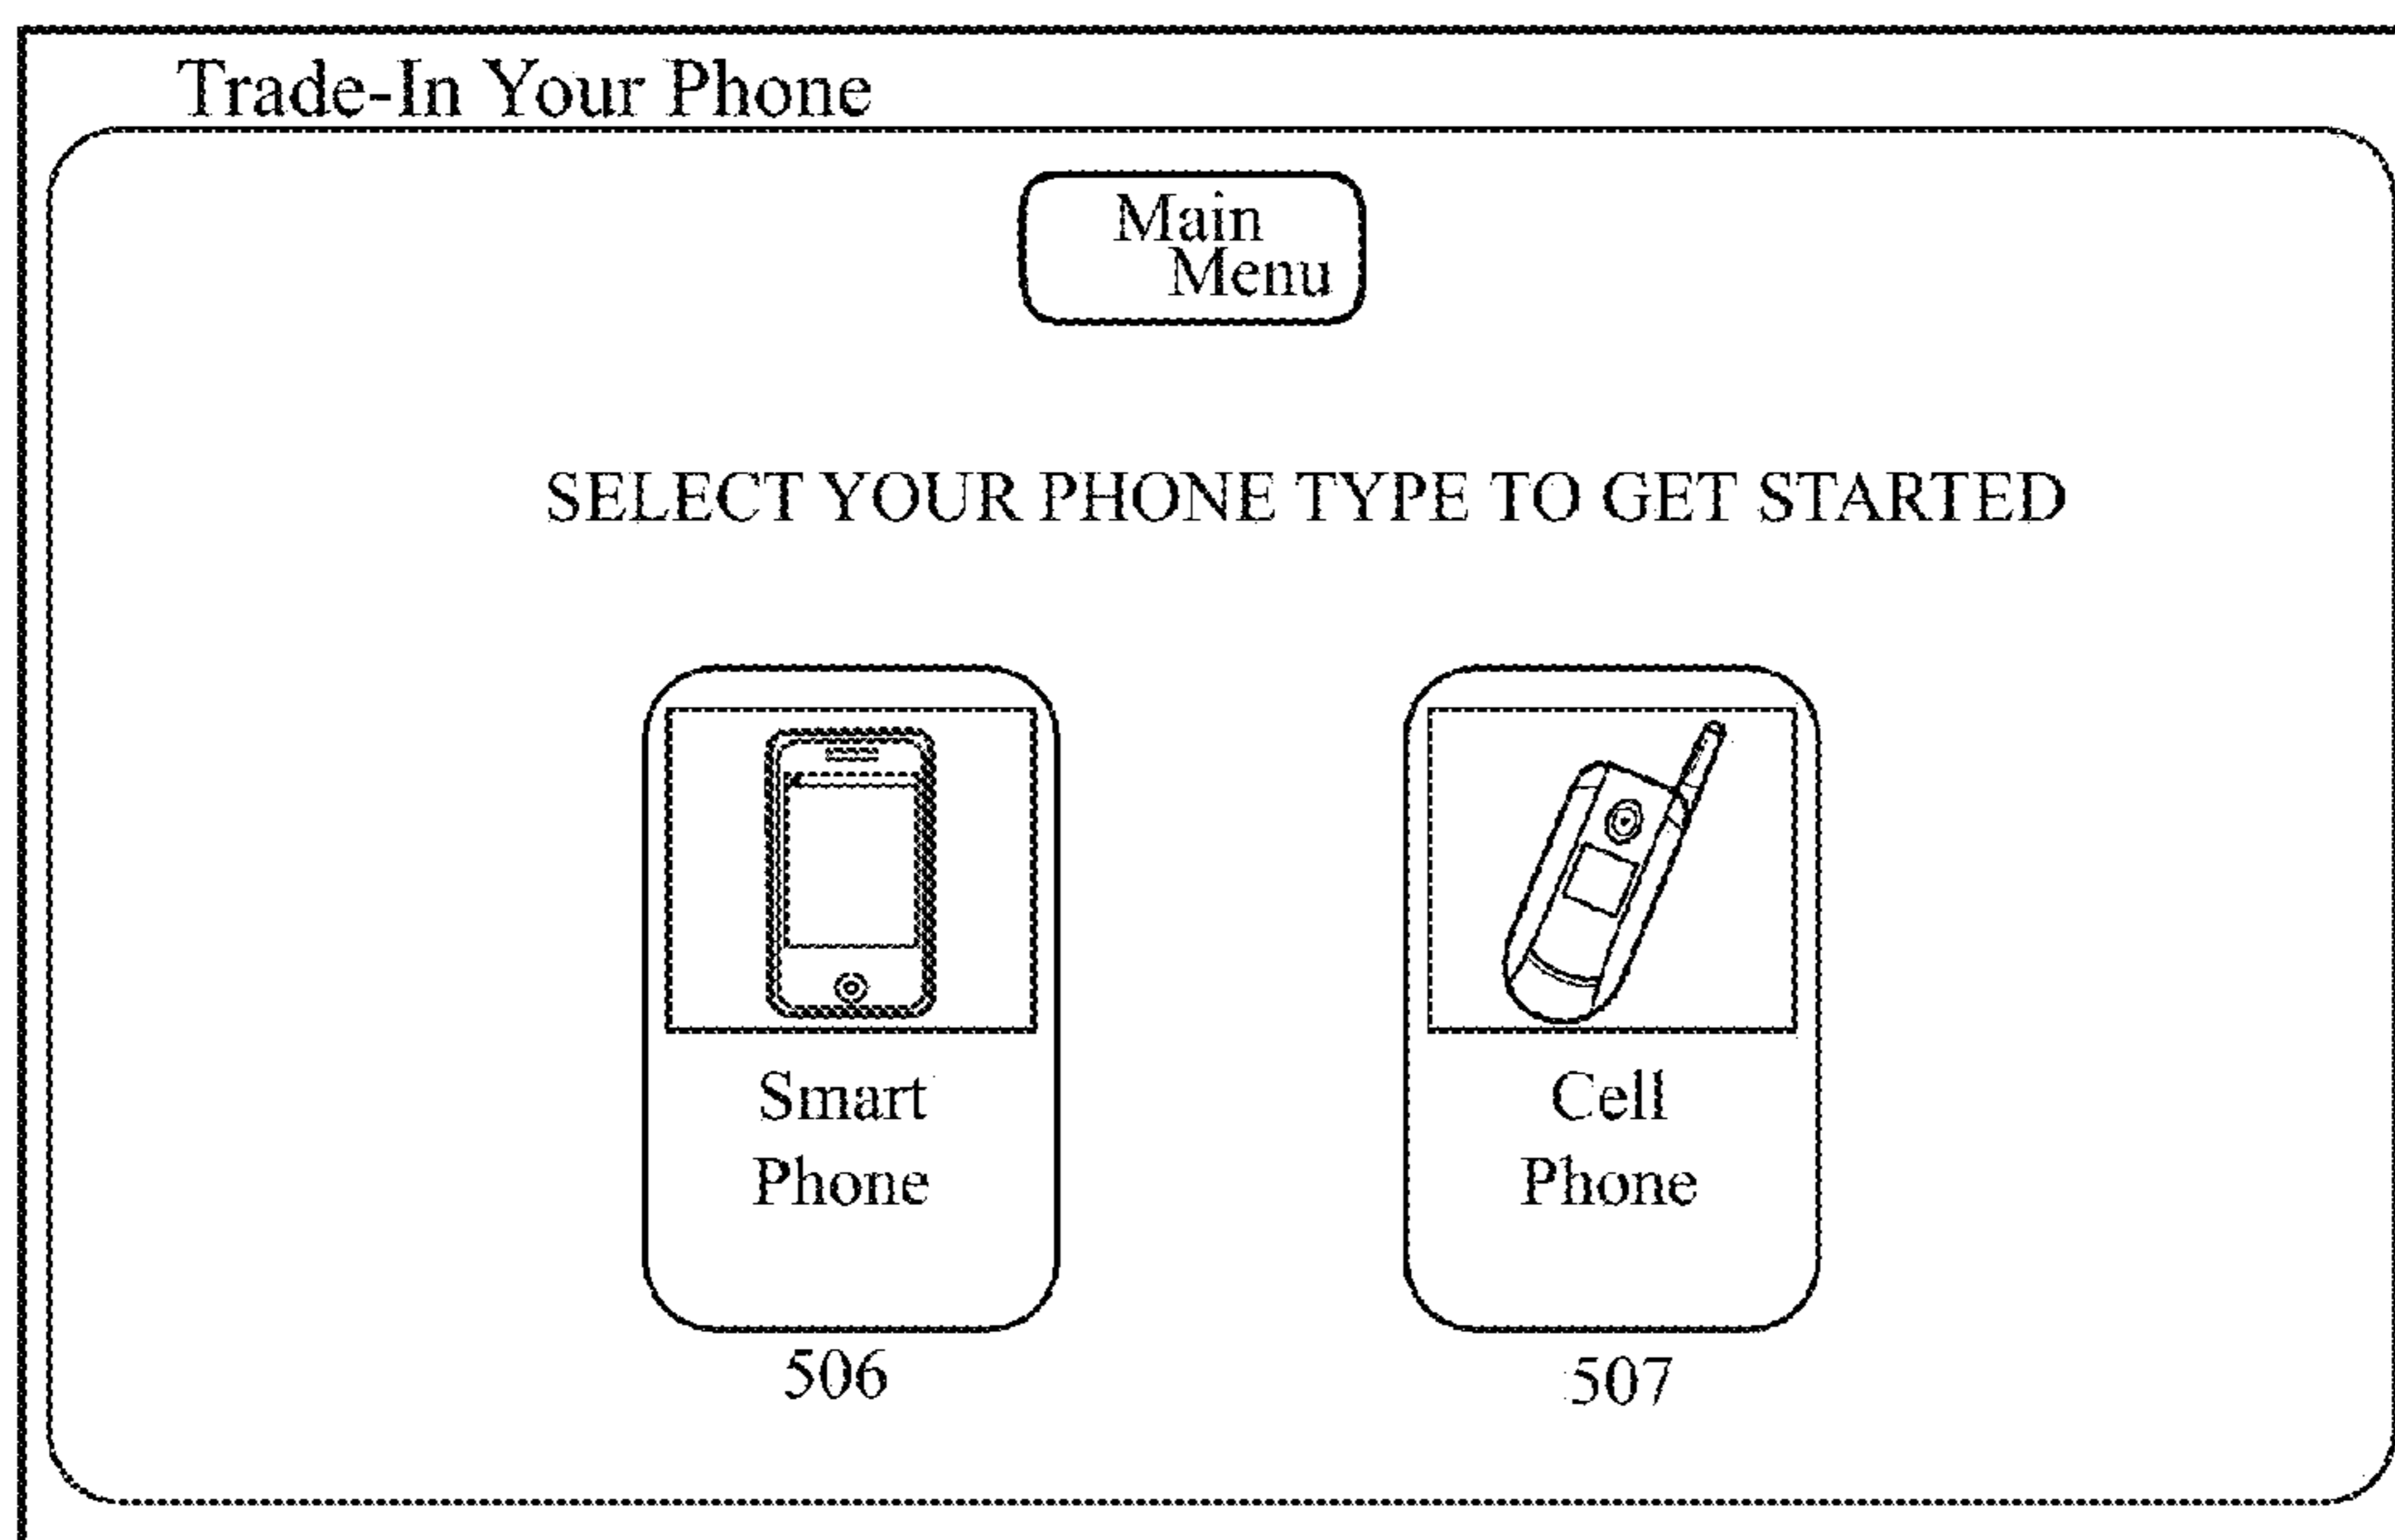 Trade-In Your Phone
Main
Menu
SELECT YOUR PHONE TYPE TO GET STARTED
Smart
Phone
506
Cell
Phone
507